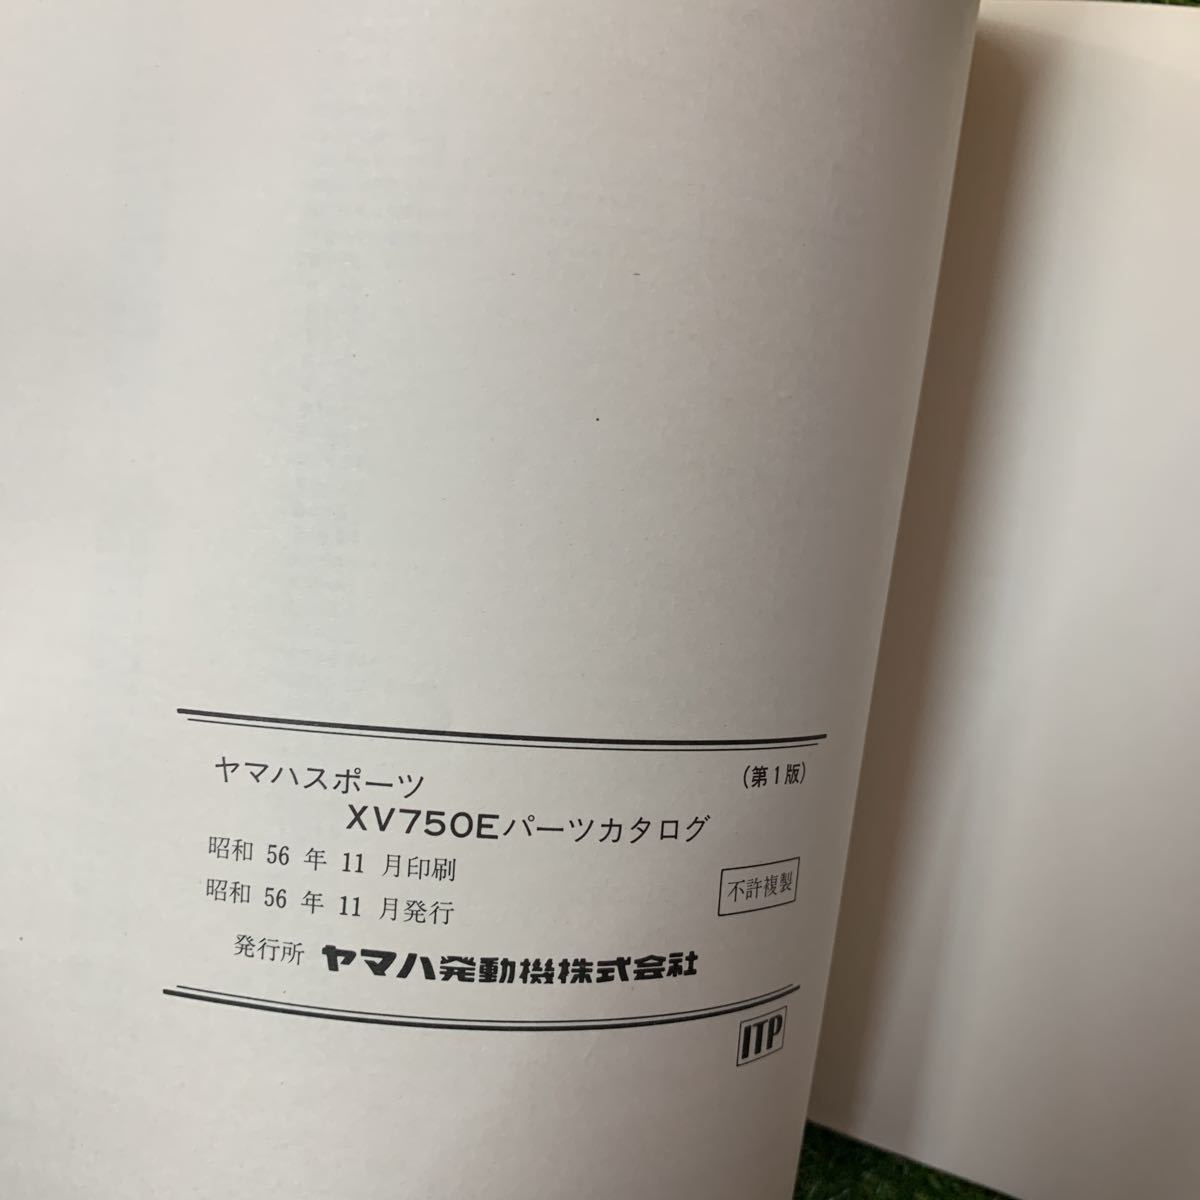 ヤマハスポーツ (第1版)
XV750Eパーツカタログ
昭和 56 年 11 月印刷
昭和 56 年 11 月発行
不許複製
発行所 ヤマハ発動機株式会社
ITP